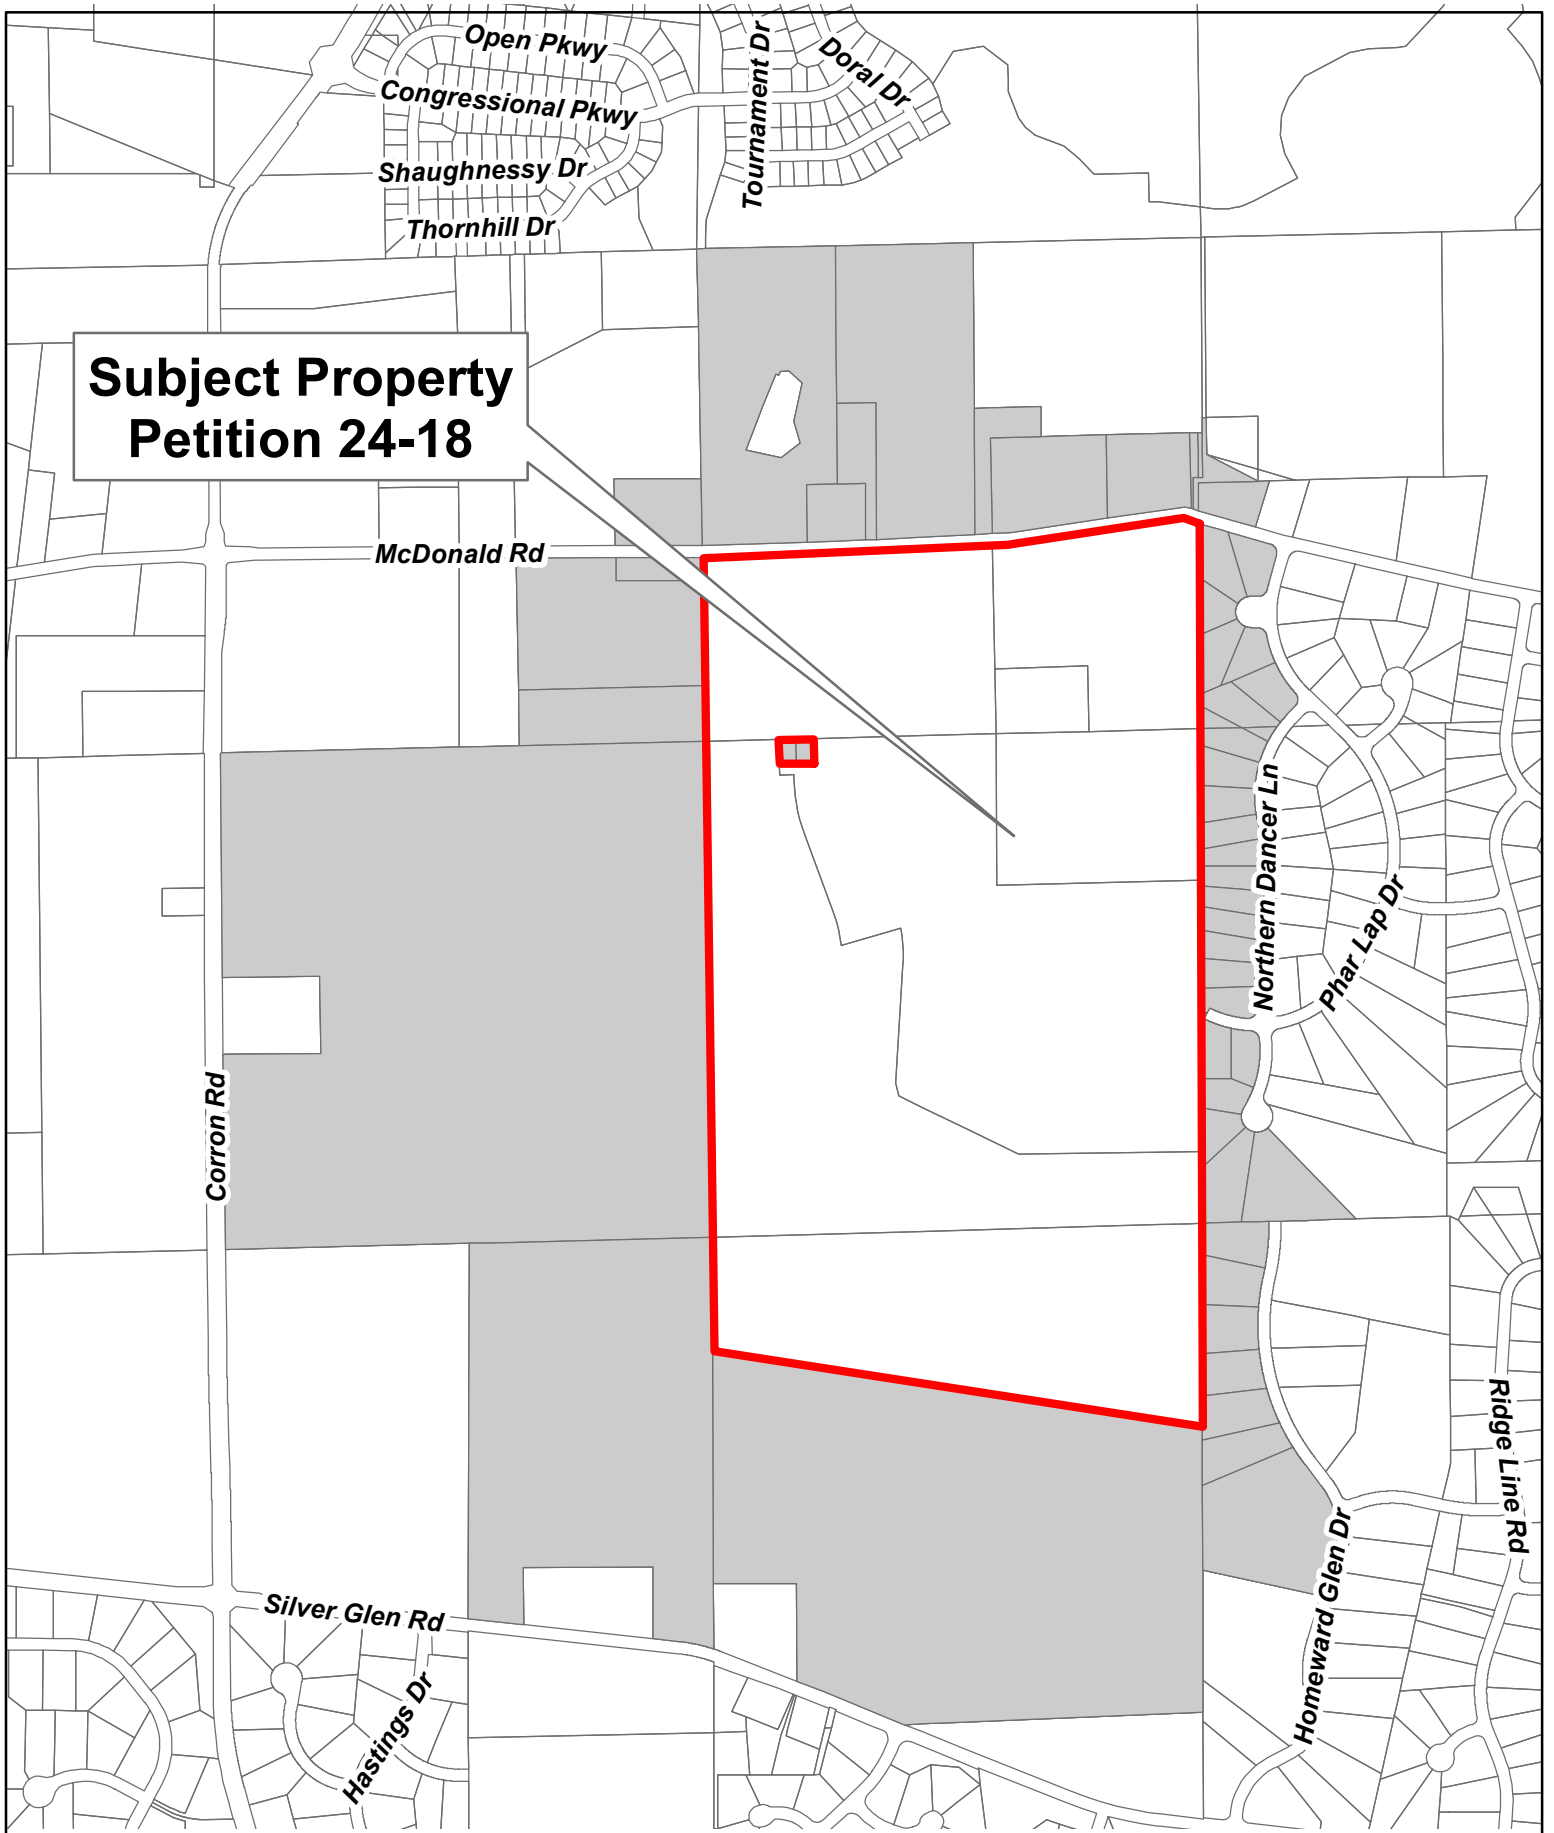 Open Pkwy
Tournament Dr
Doral Dr
Congressional Pkwy
Shaughnessy Dr
Thornhill Dr
Subject Property
Petition 24-18
McDonald Rd
Northern Dancer Ln
Phar Lap Dr
Corron Rd
Ridge Line Rd
Homeward Glen Dr
Silver Glen Rd
Hastings Dr